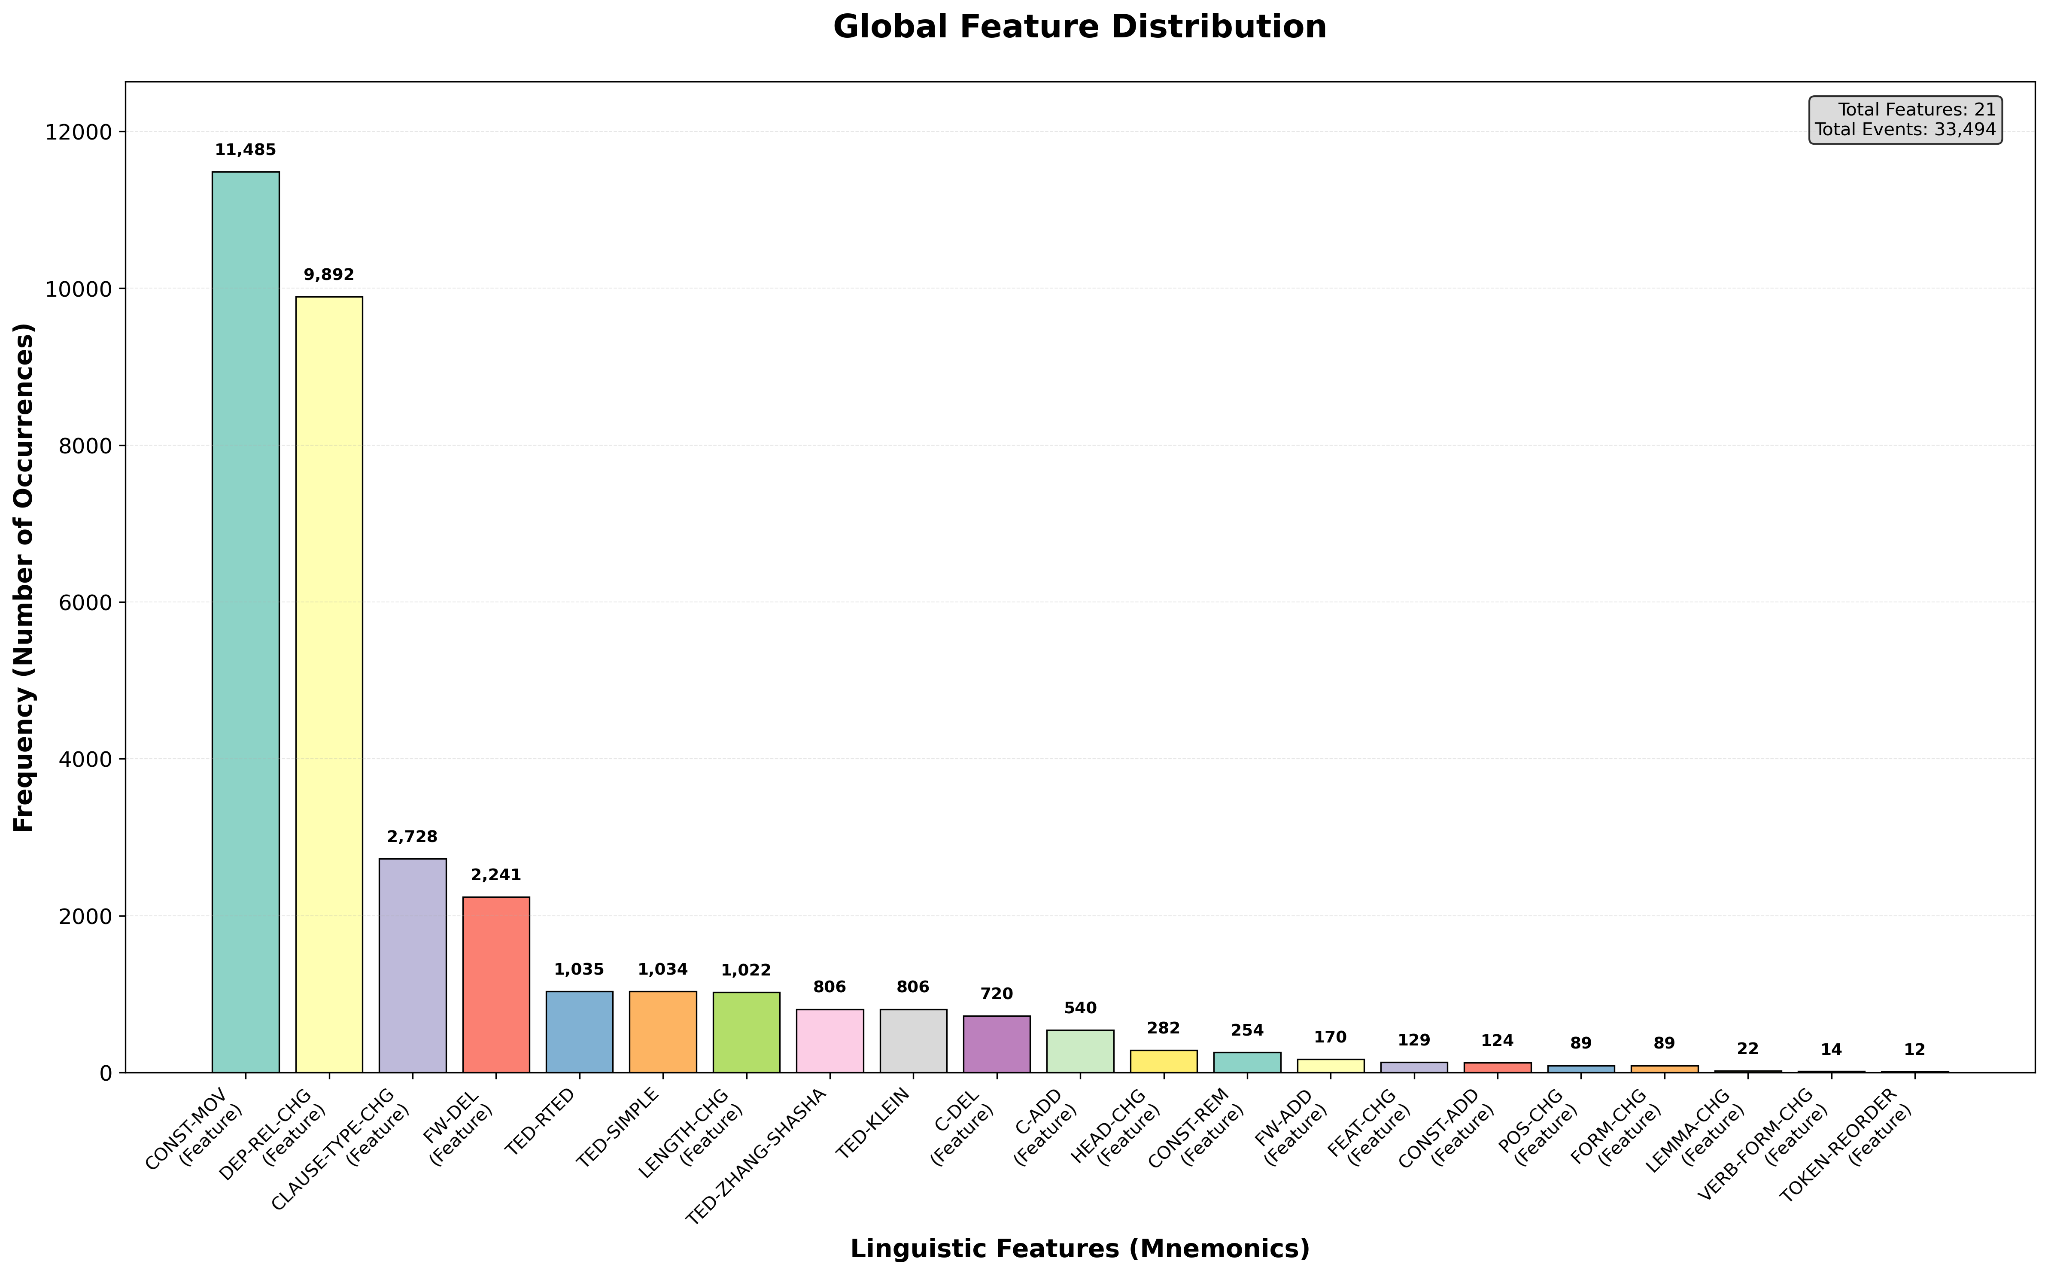 Global Feature Distribution
Total Features: 21
Total Events: 33,494
Frequency (Number of Occurrences)
12000
10000
8000
6000
4000
2000
0
11,485
9,892
2,728
2,241
1,035
1,034
1,022
806
806
720
540
282
254
170
129
124
89
89
22
14
12
CONST-MOV
(Feature)
DEP-REL-CHG
(Feature)
CLAUSE-TYPE-CHG
(Feature)
FW-DEL
(Feature)
TED-RTED
TED-SIMPLE
LENGTH-CHG
(Feature)
TED-ZHANG-SHASHA
TED-KLEIN
C-DEL
(Feature)
C-ADD
(Feature)
HEAD-CHG
(Feature)
CONST-REM
(Feature)
FW-ADD
(Feature)
FEAT-CHG
(Feature)
CONST-ADD
(Feature)
POS-CHG
(Feature)
FORM-CHG
(Feature)
LEMMA-CHG
(Feature)
VERB-FORM-CHG
(Feature)
TOKEN-REORDER
(Feature)
Linguistic Features (Mnemonics)